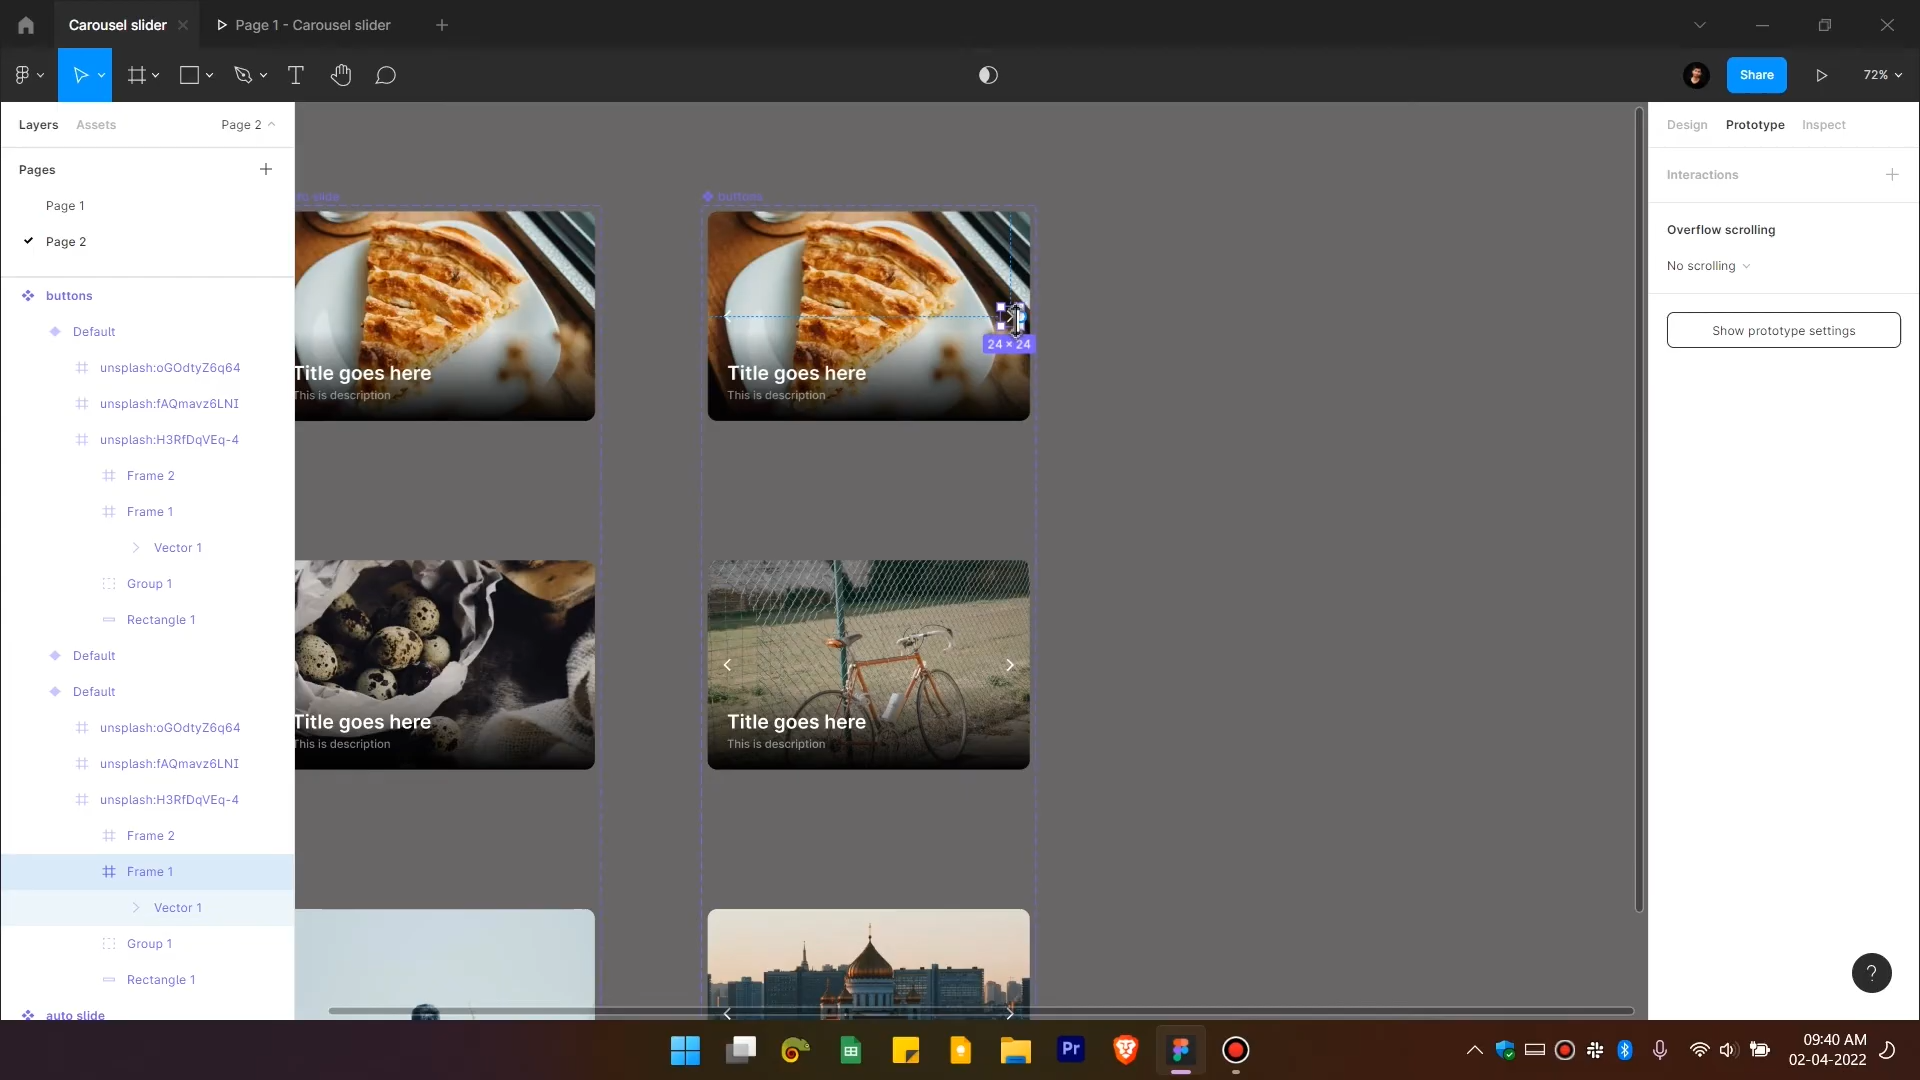 Carousel slider
Page 1 - Carousel slider
Share
72%
Layers
Assets
Page 2
Pages
Page 1
Page 2
buttons
Default
unsplash:oGOdtyZ6q64
unsplash:fAQmavz6LNI
unsplash:H3RfDqVEq-4
Frame 2
Frame 1
Vector 1
Group 1
Rectangle 1
Default
Default
unsplash:oGOdtyZ6q64
unsplash:fAQmavz6LNI
unsplash:H3RfDqVEq-4
Frame 2
Frame 1
Vector 1
Group 1
Rectangle 1
auto slide
slide
buttons
24 × 24
Title goes here
This is description
Title goes here
This is description
Title goes here
This is description
Title goes here
This is description
Design
Prototype
Inspect
Interactions
Overflow scrolling
No scrolling
Show prototype settings
?
Pr
09:40 AM
02-04-2022